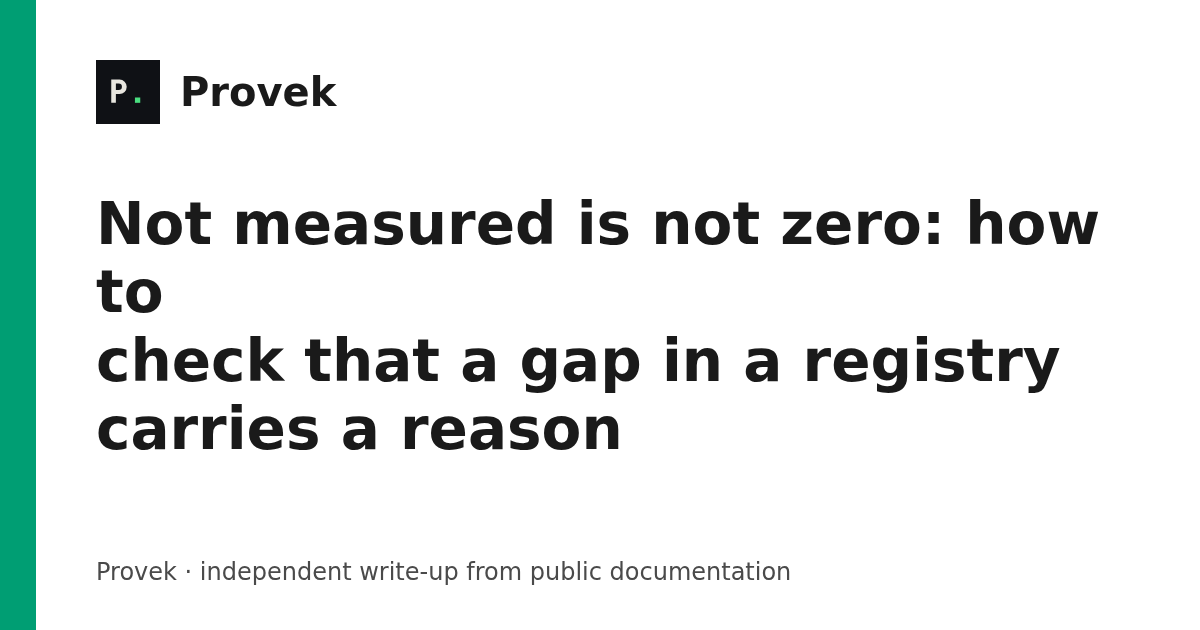 P.
Provek
Not measured is not zero: how
to
check that a gap in a registry
carries a reason
Provek · independent write-up from public documentation